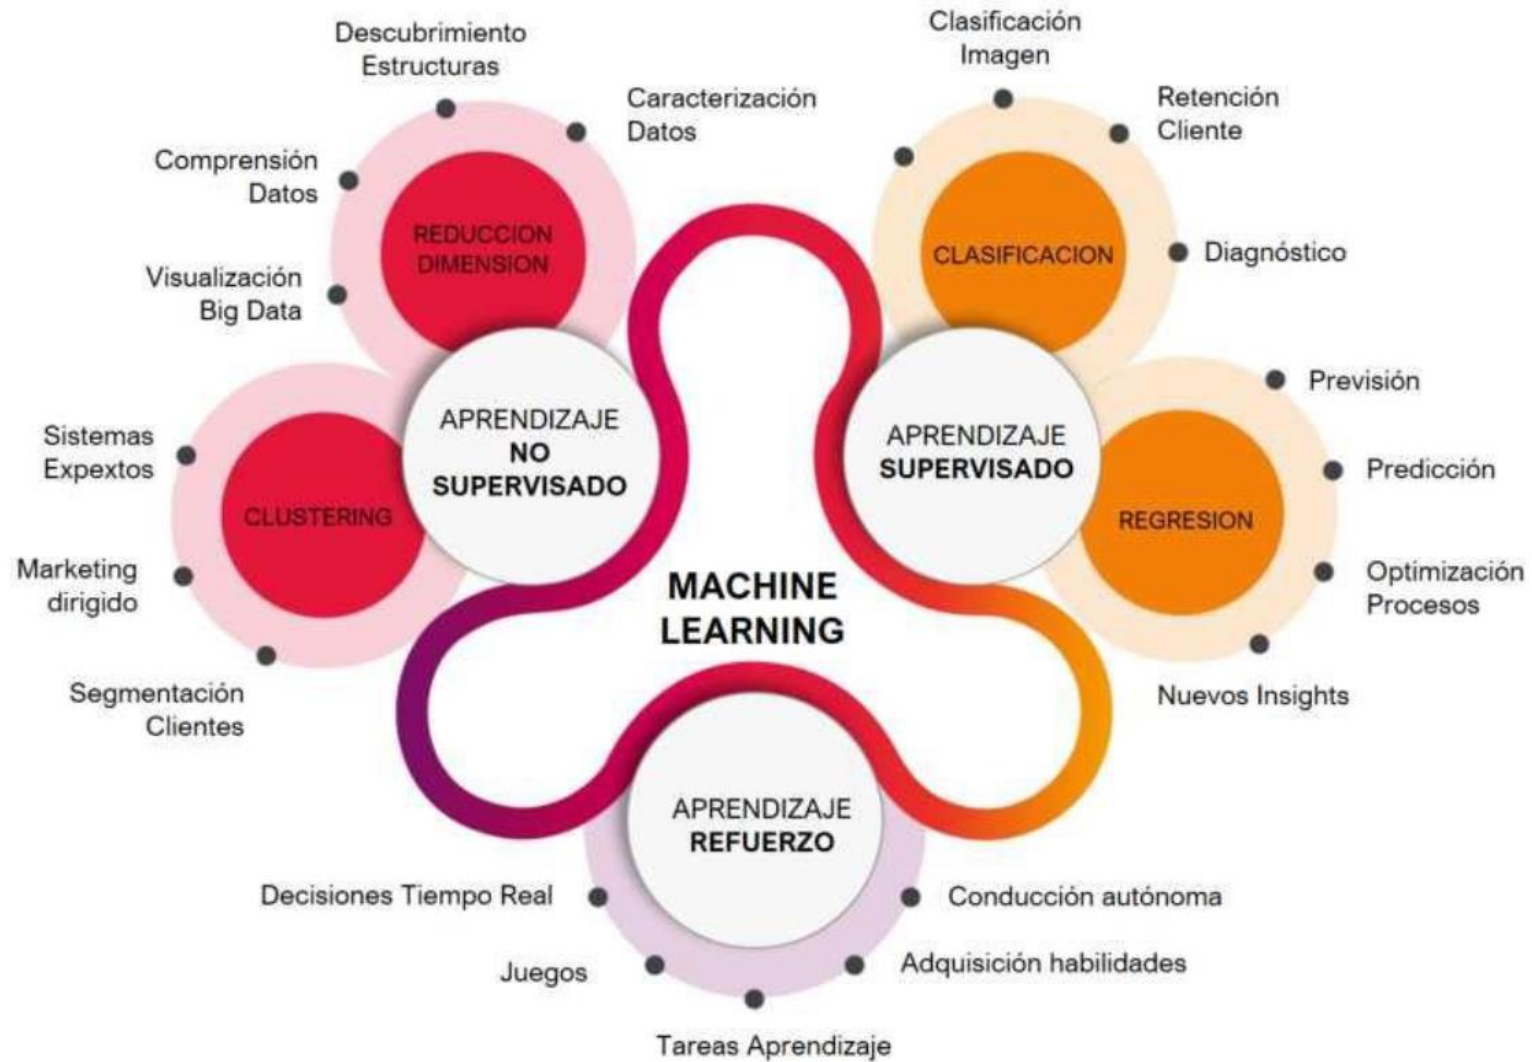 Descubrimiento
Estructuras
Caracterización
Datos
Comprensión
Datos
Visualización
Big Data
REDUCCION
DIMENSION
Clasificación
Imagen
Retención
Cliente
Diagnóstico
CLASIFICACION
APRENDIZAJE
NO
SUPERVISADO
APRENDIZAJE
SUPERVISADO
Sistemas
Expextos
Marketing
dirigido
Segmentación
Clientes
CLUSTERING
Previsión
Predicción
Optimización
Procesos
Nuevos Insights
REGRESION
MACHINE
LEARNING
APRENDIZAJE
REFUERZO
Decisiones Tiempo Real
Juegos
Tareas Aprendizaje
Adquisición habilidades
Conducción autónoma